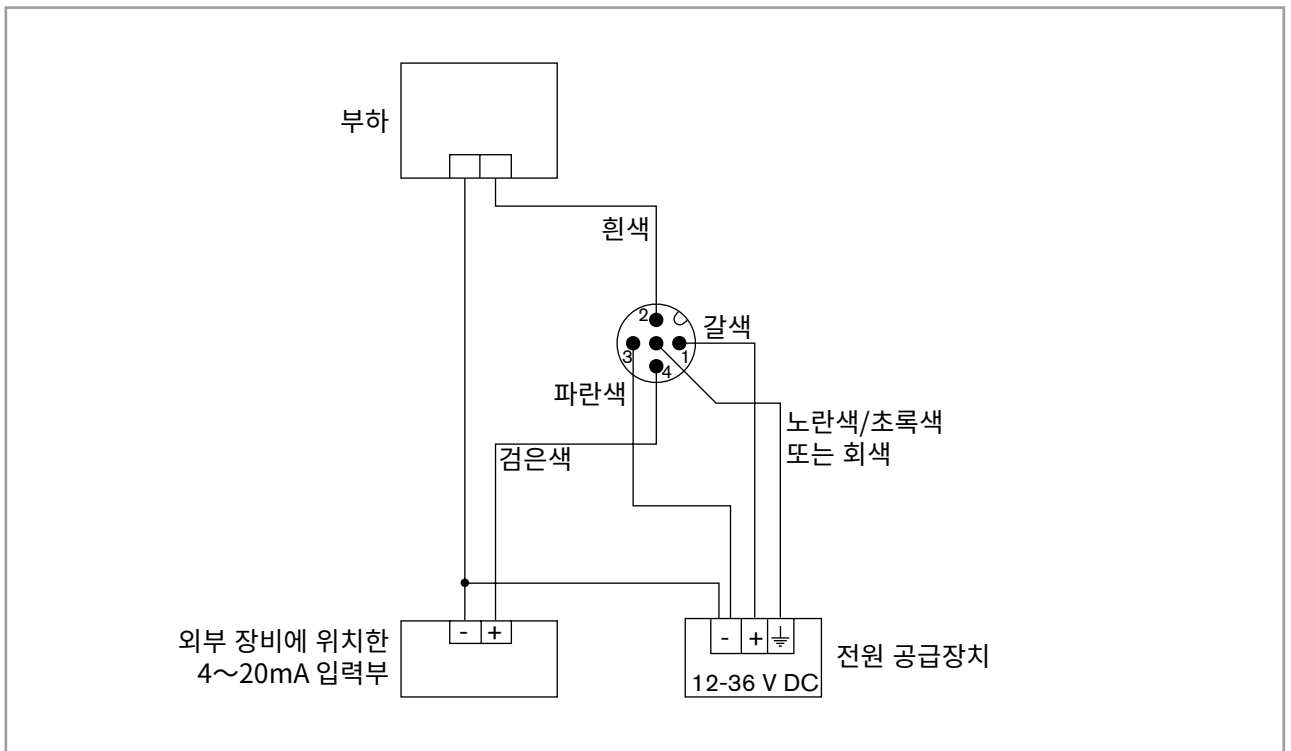 부하
흰색
2
갈색
3
1
4
파란색
노란색/초록색
또는 회색
검은색
외부 장비에 위치한
4～20mA 입력부
- +
- +
전원 공급장치
12-36 V DC